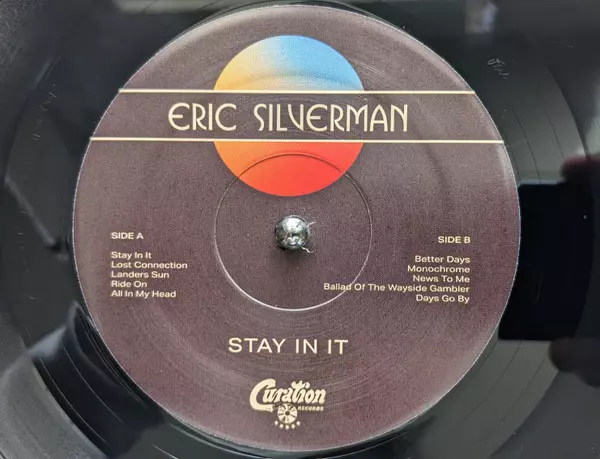 ERIC SILVERMAN
SIDE A
Stay In It
Lost Connection
Landers Sun
Ride On
All In My Head
SIDE B
Better Days
Monochrome
News To Me
Ballad Of The Wayside Gambler
Days Go By
STAY IN IT
Curation
RECORDS